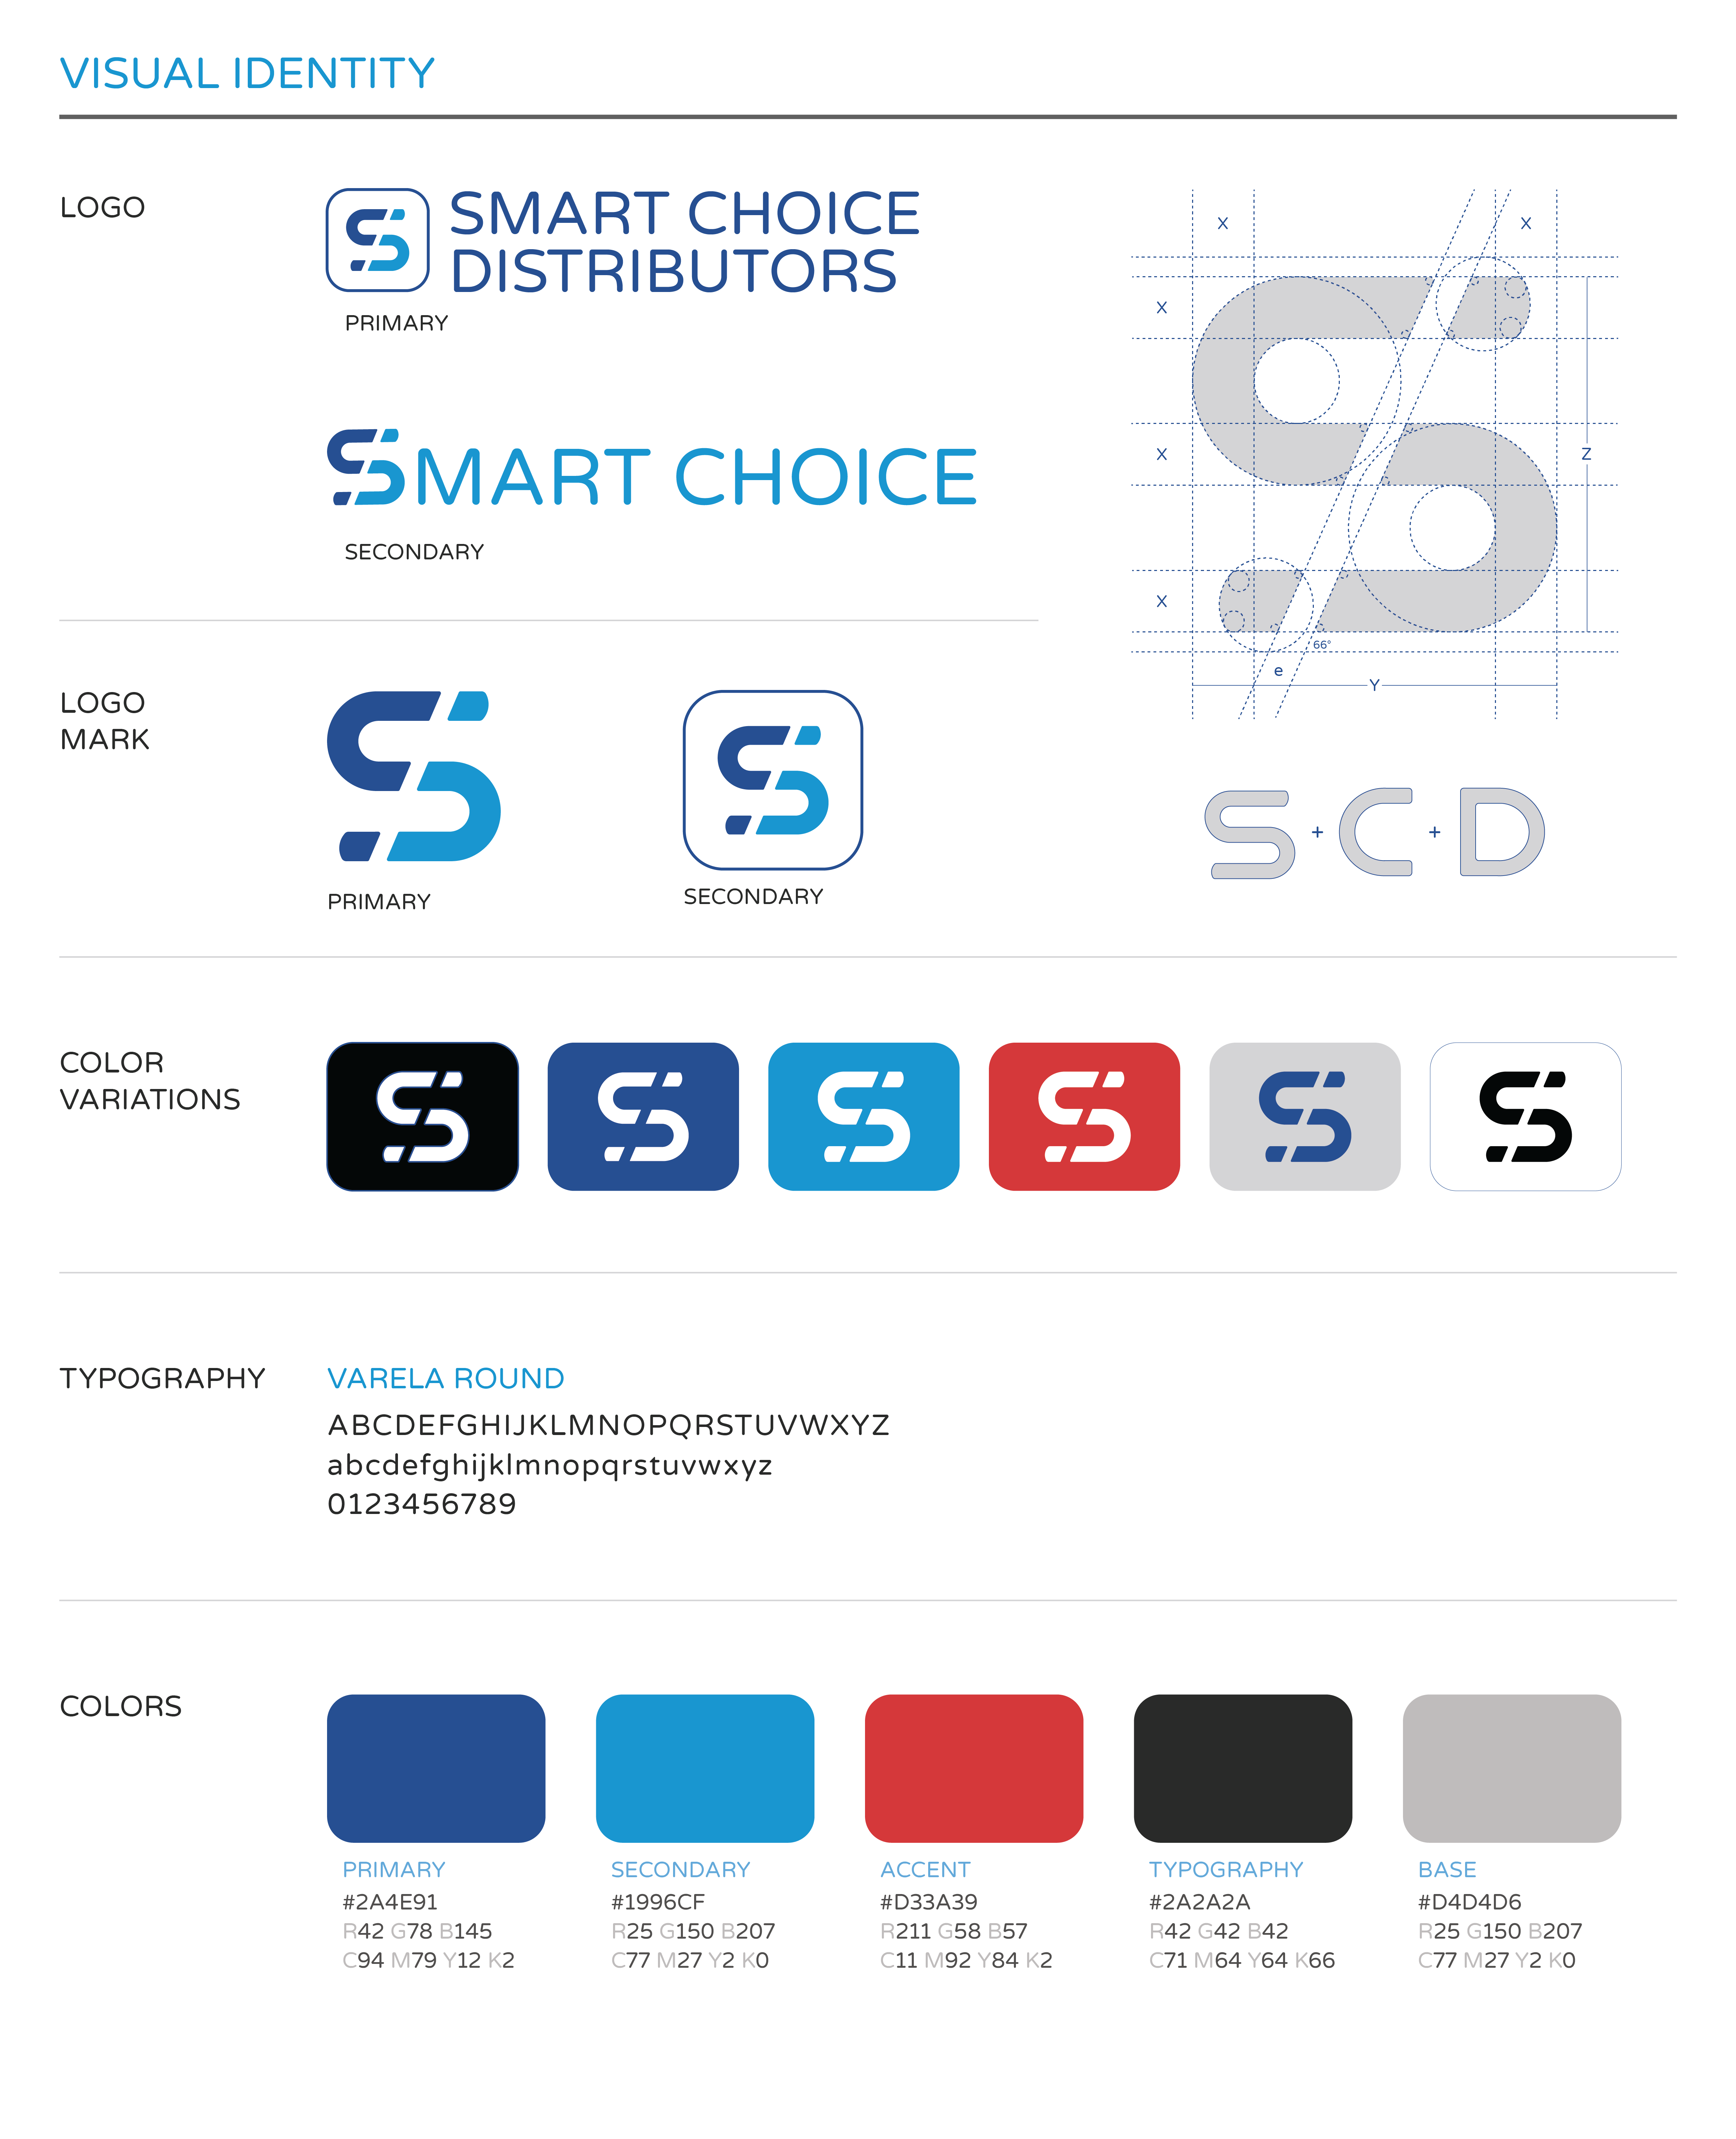 VISUAL IDENTITY
LOGO
SMART CHOICE
DISTRIBUTORS
PRIMARY
SMART CHOICE
SECONDARY
X
X
X
X
X
Z
66°
e
Y
LOGO
MARK
PRIMARY
SECONDARY
S + C + D
COLOR
VARIATIONS
TYPOGRAPHY
VARELA ROUND
ABCDEFGHIJKLMNOPQRSTUVWXYZ
abcdefghijklmnopqrstuvwxyz
0123456789
COLORS
PRIMARY
#2A4E91
R42 G78 B145
C94 M79 Y12 K2
SECONDARY
#1996CF
R25 G150 B207
C77 M27 Y2 K0
ACCENT
#D33A39
R211 G58 B57
C11 M92 Y84 K2
TYPOGRAPHY
#2A2A2A
R42 G42 B42
C71 M64 Y64 K66
BASE
#D4D4D6
R25 G150 B207
C77 M27 Y2 K0